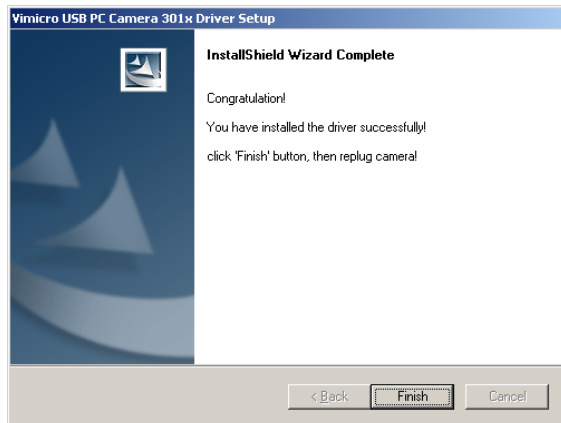 Vimicro USB PC Camera 301x Driver Setup
InstallShield Wizard Complete
Congratulation!
You have installed the driver successfully!
click 'Finish' button, then replug camera!
< Back
Finish
Cancel